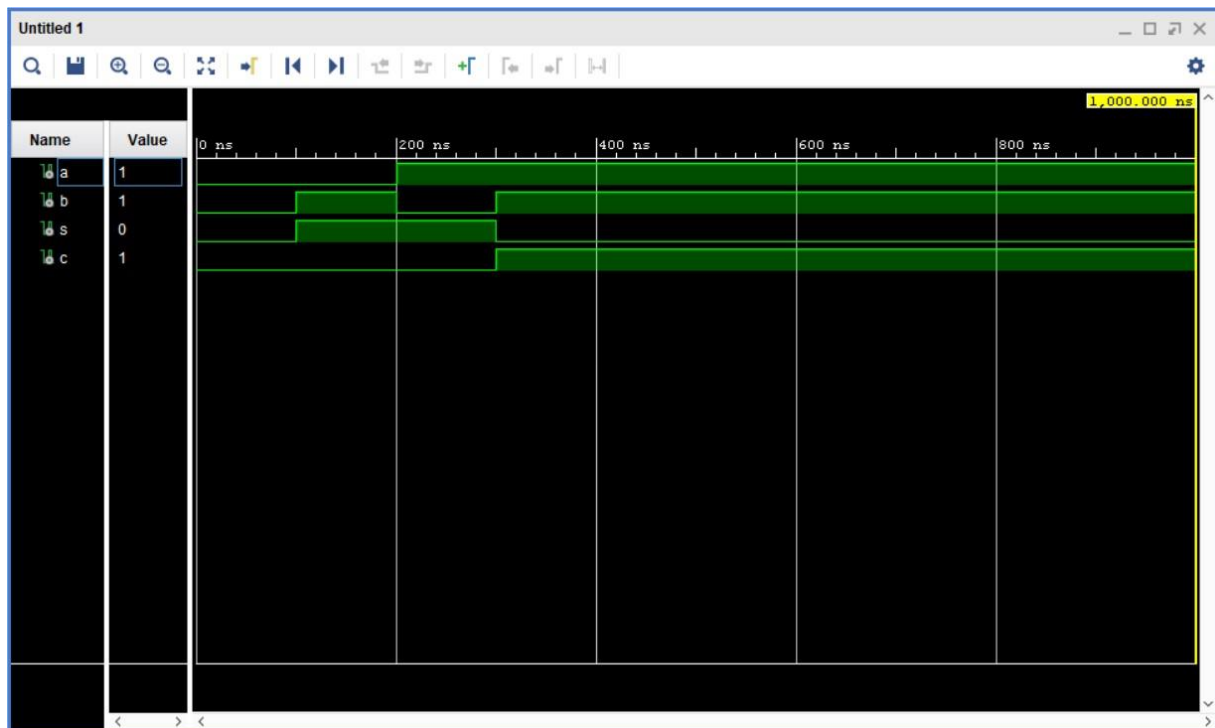 Untitled 1
1,000.000 ns
Name Value
0 ns 200 ns 400 ns 600 ns 800 ns
a 1
b 1
s 0
c 1